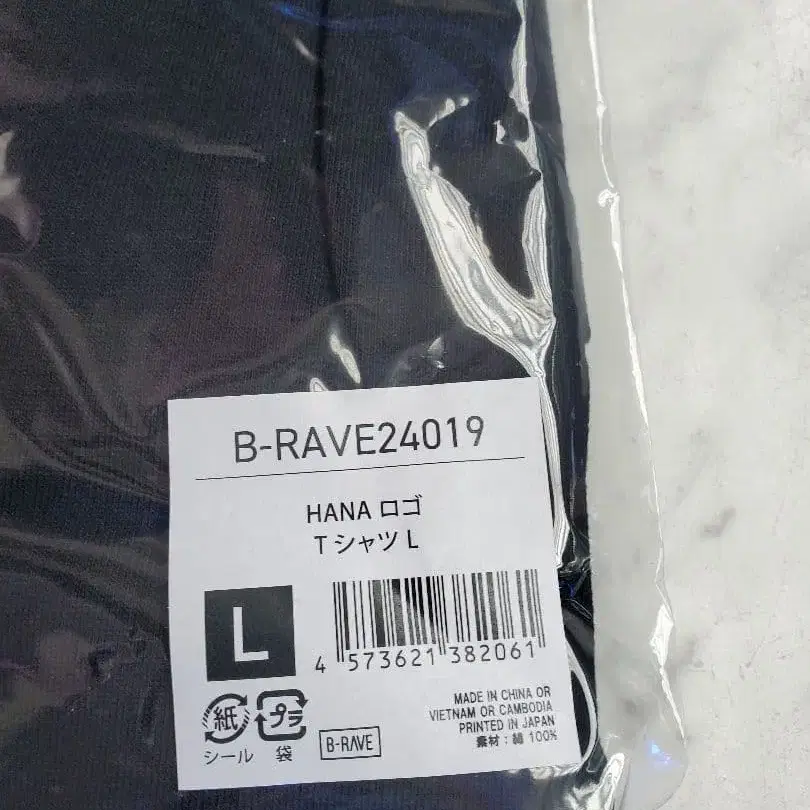 B-RAVE24019
HANA ロゴ
T シャツ L
L
4 573621 382061
紙
シール
プラ
袋
B-RAVE
MADE IN CHINA OR
VIETNAM OR CAMBODIA
PRINTED IN JAPAN
素材：綿 100%